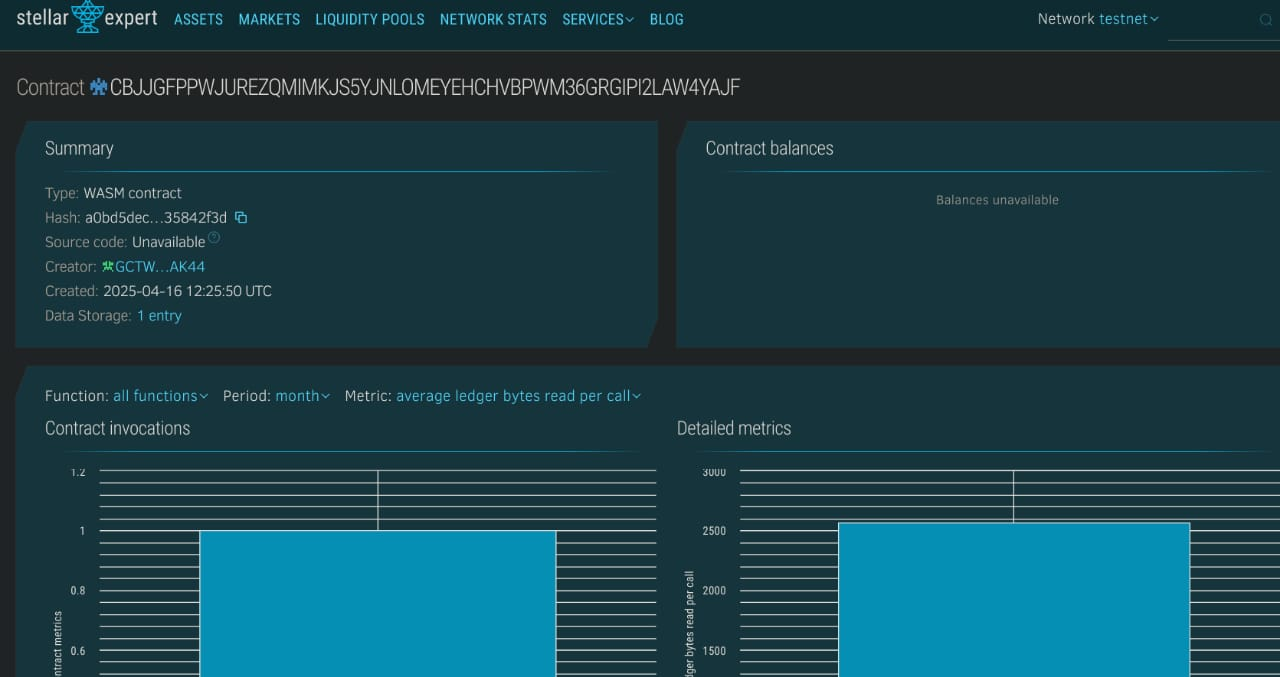 stellar expert ASSETS MARKETS LIQUIDITY POOLS NETWORK STATS SERVICES BLOG Network testnet
Contract CBJJGFPPWJUREZQMIMKJS5YJNLOMEYEHCHVBPWM36GRGIPI2LAW4YAJF
Summary
Type: WASM contract
Hash: a0bd5dec...35842f3d
Source code: Unavailable ?
Creator: GCTW...AK44
Created: 2025-04-16 12:25:50 UTC
Data Storage: 1 entry
Contract balances
Balances unavailable
Function: all functions Period: month Metric: average ledger bytes read per call
Contract invocations
1.2
1
0.8
0.6
ntract metrics
Detailed metrics
3000
2500
2000
1500
dger bytes read per call